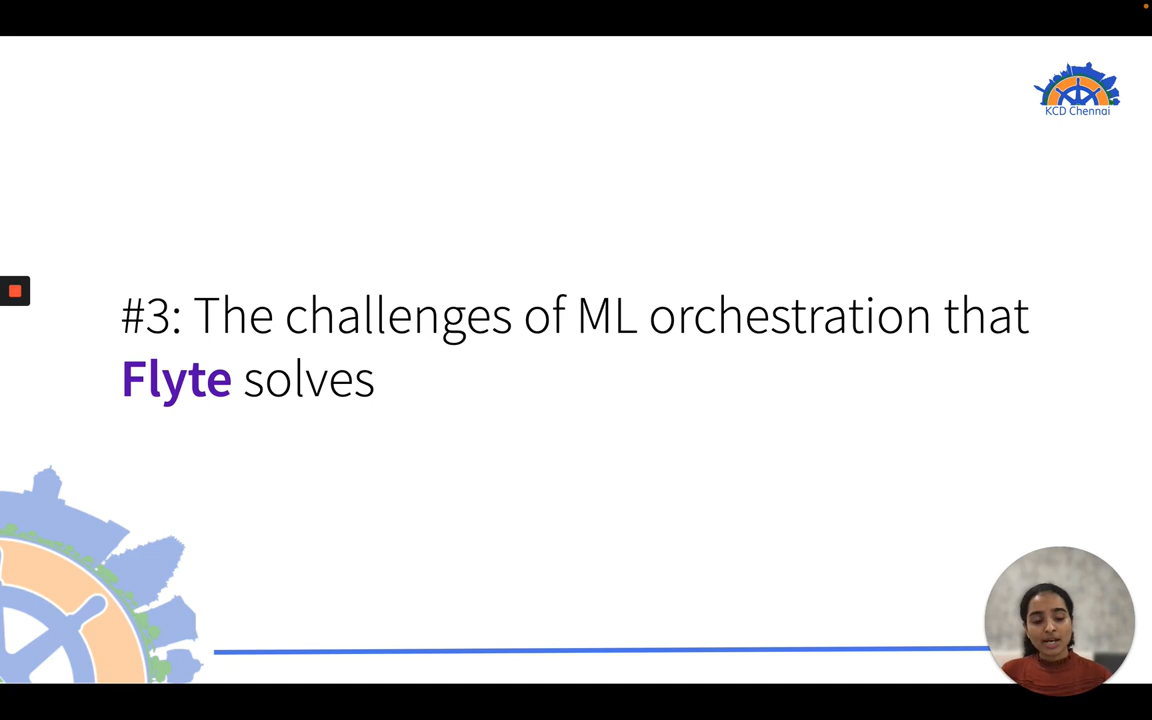 KCD Chennai
#3: The challenges of ML orchestration that
Flyte solves